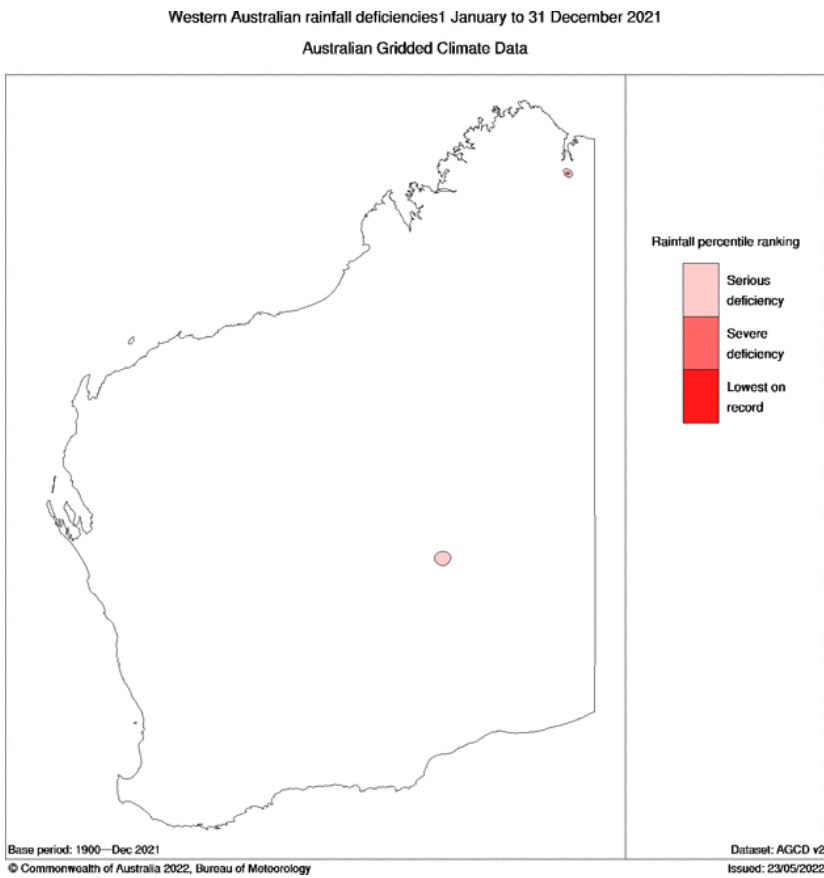 Western Australian rainfall deficiencies1 January to 31 December 2021
Australian Gridded Climate Data
Rainfall percentile ranking
Serious
deficiency
Severe
deficiency
Lowest on
record
Base period: 1900—Dec 2021
Dataset: AGCD v2
© Commonwealth of Australia 2022, Bureau of Meteorology
Issued: 23/05/2022